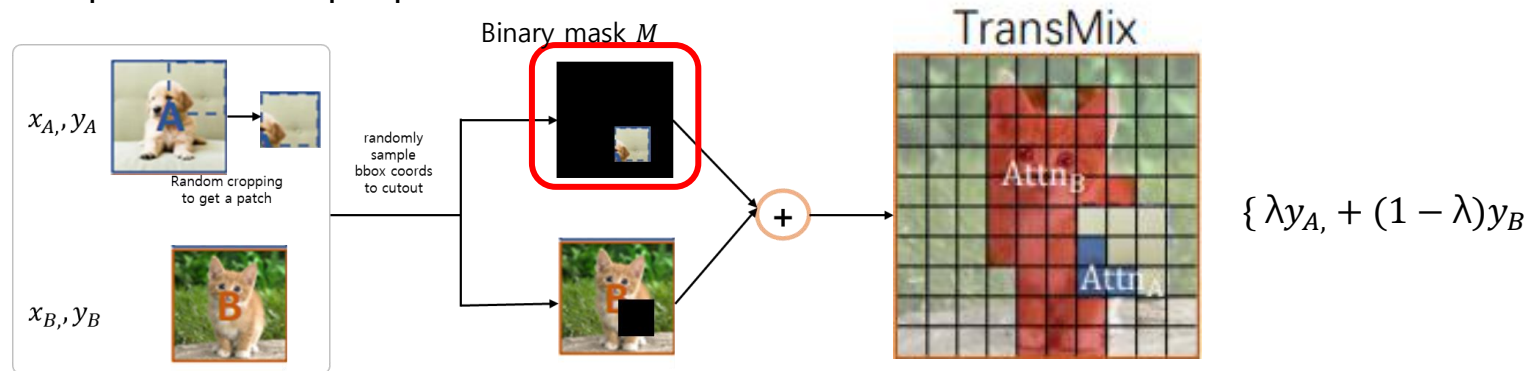 Binary mask M
TransMix
x_A,, y_A
A
Random cropping
to get a patch
randomly
sample
bbox coords
to cutout
x_B,, y_B
B
B
+
Attn_B
Attn_A
{ λy_A, + (1 − λ)y_B